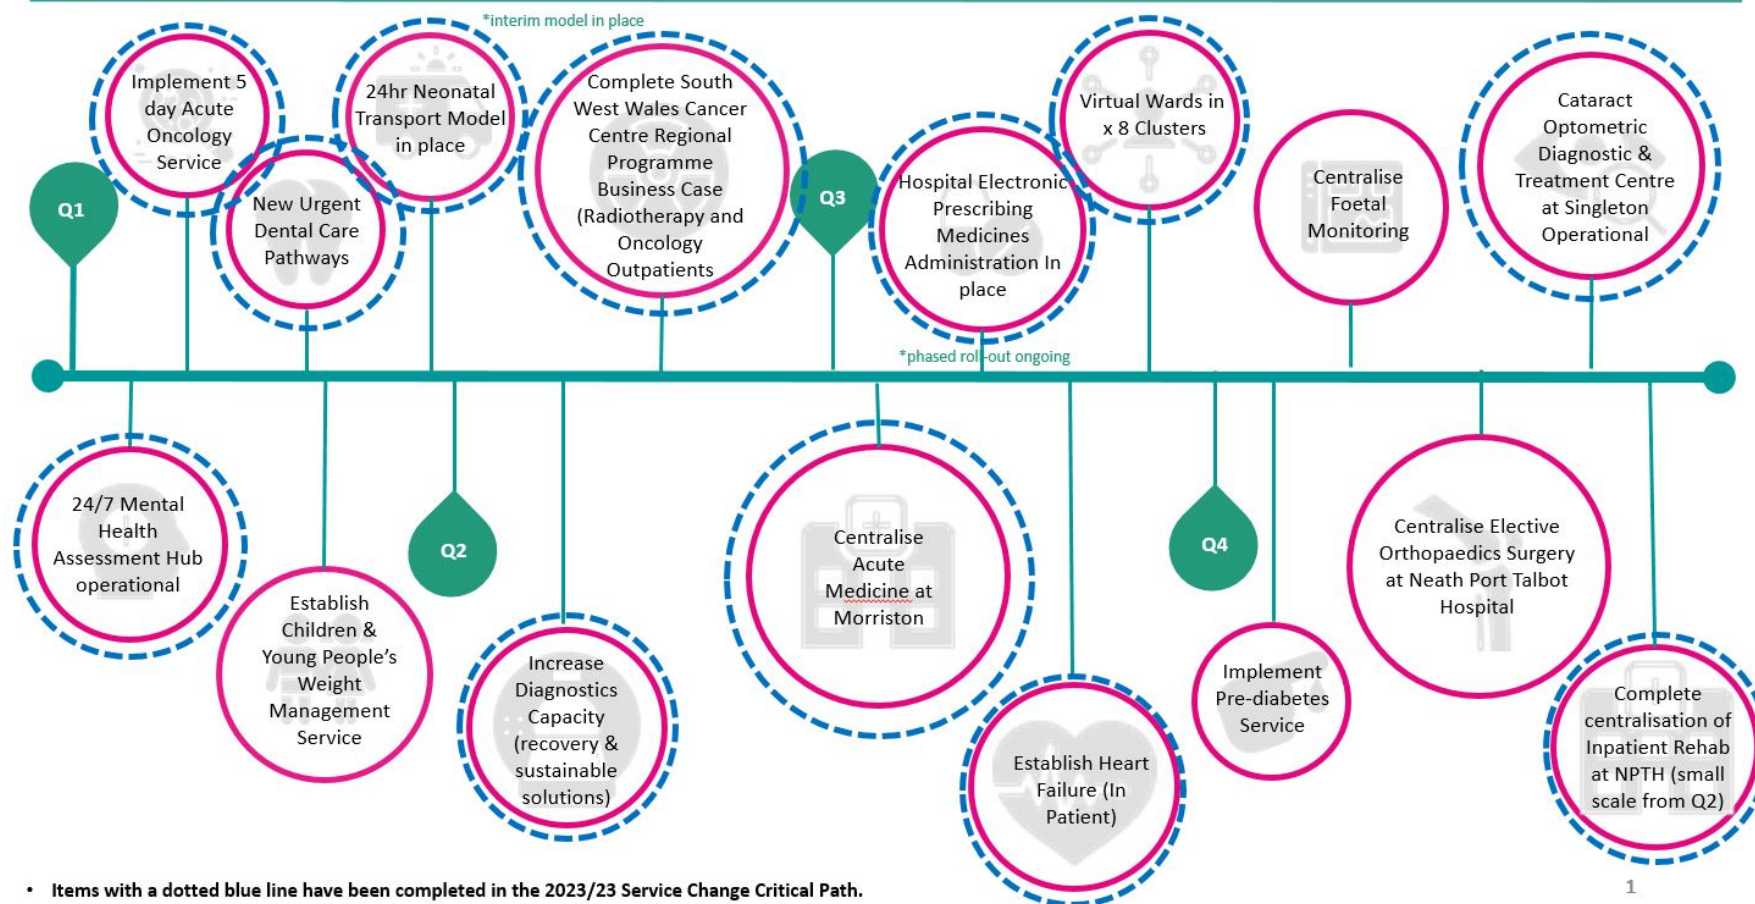 *interim model in place
Implement 5
day Acute
Oncology
Service
24hr Neonatal
Transport Model
in place
Complete South
West Wales Cancer
Centre Regional
Programme
Business Case
(Radiotherapy and
Oncology
Outpatients
Virtual Wards in
x 8 Clusters
Cataract
Optometric
Diagnostic &
Treatment Centre
at Singleton
Operational
Q1
New Urgent
Dental Care
Pathways
Q3
Hospital Electronic
Prescribing
Medicines
Administration In
place
Centralise
Foetal
Monitoring
*phased roll-out ongoing
24/7 Mental
Health
Assessment Hub
operational
Establish
Children &
Young People’s
Weight
Management
Service
Q2
Increase
Diagnostics
Capacity
(recovery &
sustainable
solutions)
Centralise
Acute
Medicine at
Morriston
Establish Heart
Failure (In
Patient)
Q4
Implement
Pre-diabetes
Service
Centralise Elective
Orthopaedics Surgery
at Neath Port Talbot
Hospital
Complete
centralisation of
Inpatient Rehab
at NPTH (small
scale from Q2)
• Items with a dotted blue line have been completed in the 2023/23 Service Change Critical Path.
1